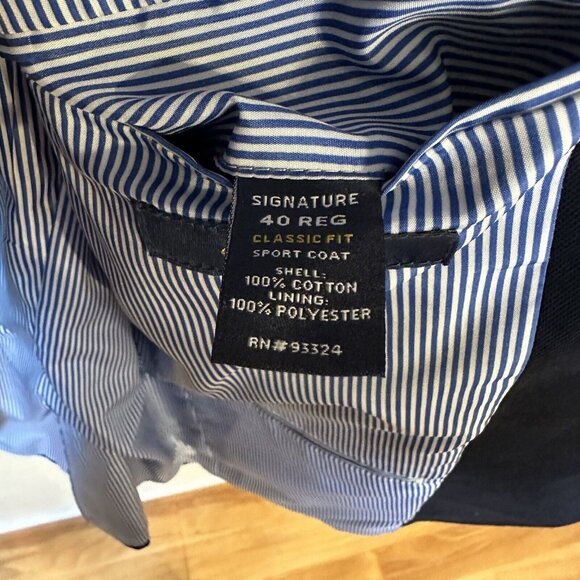 SIGNATURE
40 REG
CLASSIC FIT
SPORT COAT
SHELL:
100% COTTON
LINING:
100% POLYESTER
RN# 93324